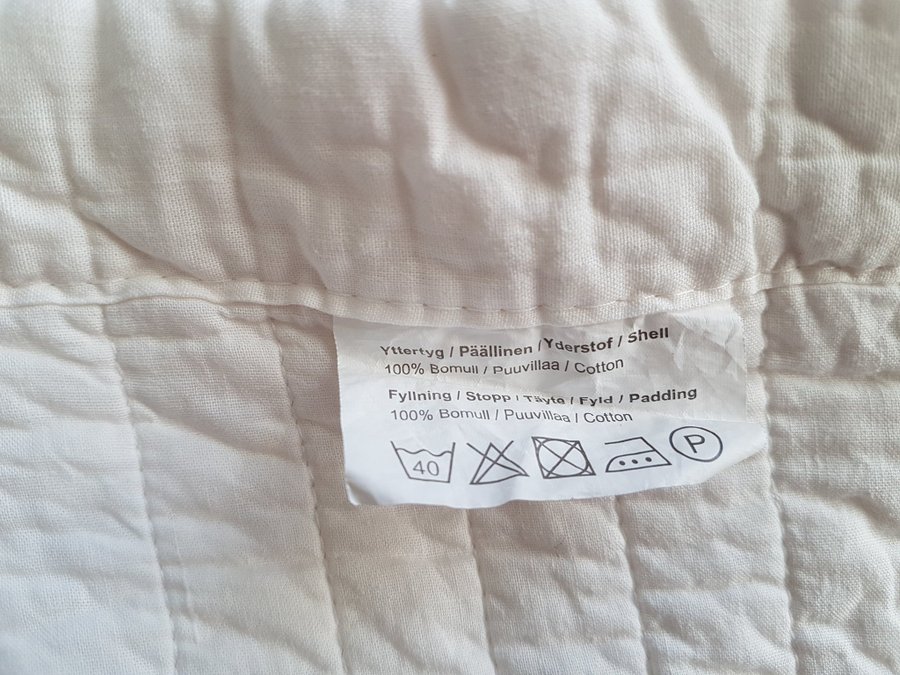 Yttertyg / Päällinen / Yderstof / Shell
100% Bomull / Puuvillaa / Cotton
Fyllning / Stopp / Täyte / Fyld / Padding
100% Bomull / Puuvillaa / Cotton
40 P